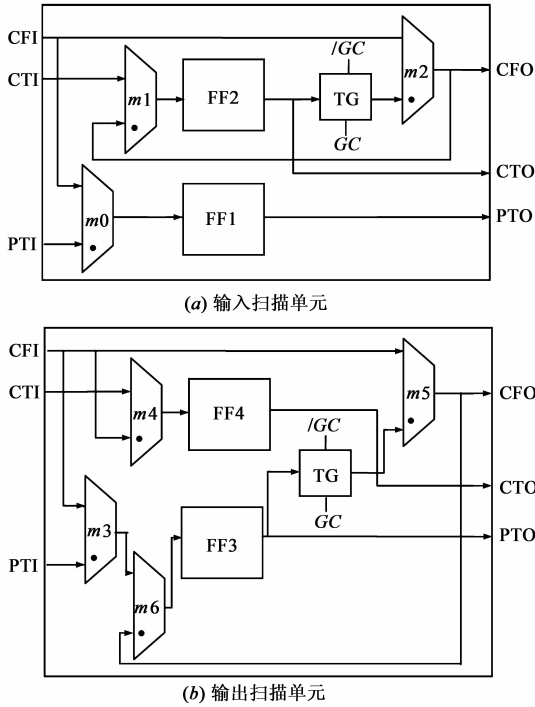 CFI
/GC
m2
CFO
CTI
m1
FF2
TG
GC
CTO
m0
FF1
PTO
PTI
(a) 输入扫描单元
CFI
m5
CFO
CTI
m4
FF4
/GC
TG
CTO
GC
m3
FF3
PTO
PTI
m6
(b) 输出扫描单元